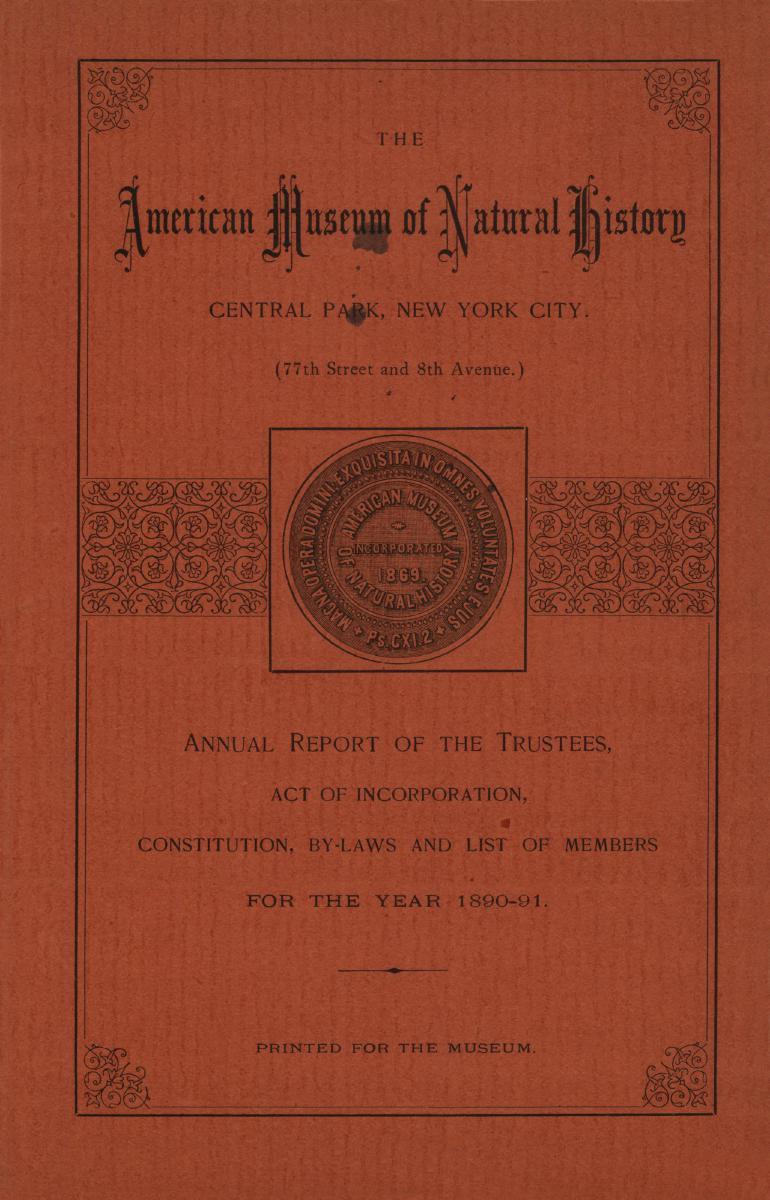 THE
American Museum of Natural History
CENTRAL PARK, NEW YORK CITY.
(77th Street and 8th Avenue.)
MAGNA OPERA DOMINI: EXQUISITA IN OMNES VOLUNTATES EJUS
Ps. CXI. 2
AMERICAN MUSEUM
INCORPORATED
1869.
OF NATURAL HISTORY
ANNUAL REPORT OF THE TRUSTEES,
ACT OF INCORPORATION,
CONSTITUTION, BY-LAWS AND LIST OF MEMBERS
FOR THE YEAR 1890-91.
PRINTED FOR THE MUSEUM.